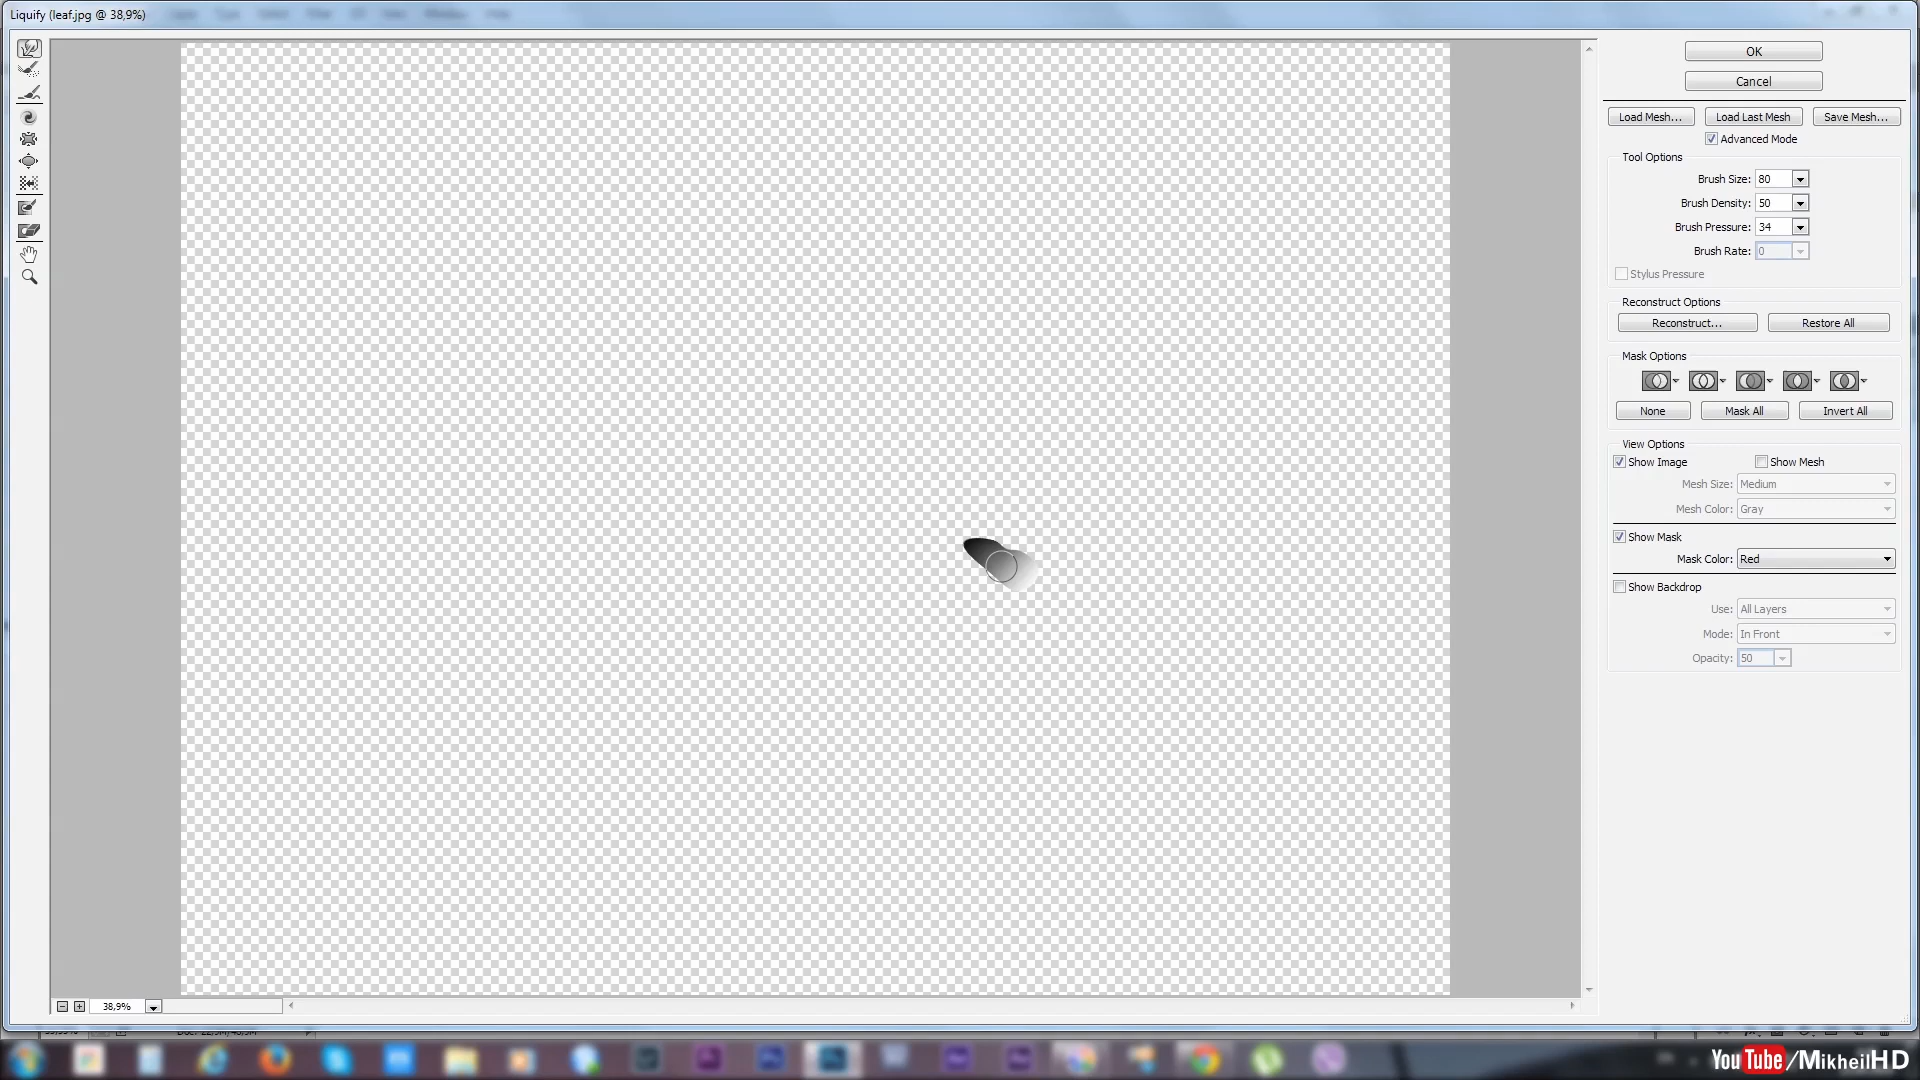 Liquify (leaf.jpg @ 38,9%)
OK
Cancel
Load Mesh... Load Last Mesh Save Mesh...
Advanced Mode
Tool Options
Brush Size: 80
Brush Density: 50
Brush Pressure: 34
Brush Rate: 0
Stylus Pressure
Reconstruct Options
Reconstruct... Restore All
Mask Options
None Mask All Invert All
View Options
Show Image Show Mesh
Mesh Size: Medium
Mesh Color: Gray
Show Mask
Mask Color: Red
Show Backdrop
Use: All Layers
Mode: In Front
Opacity: 50
38,9%
YouTube/MikheilHD